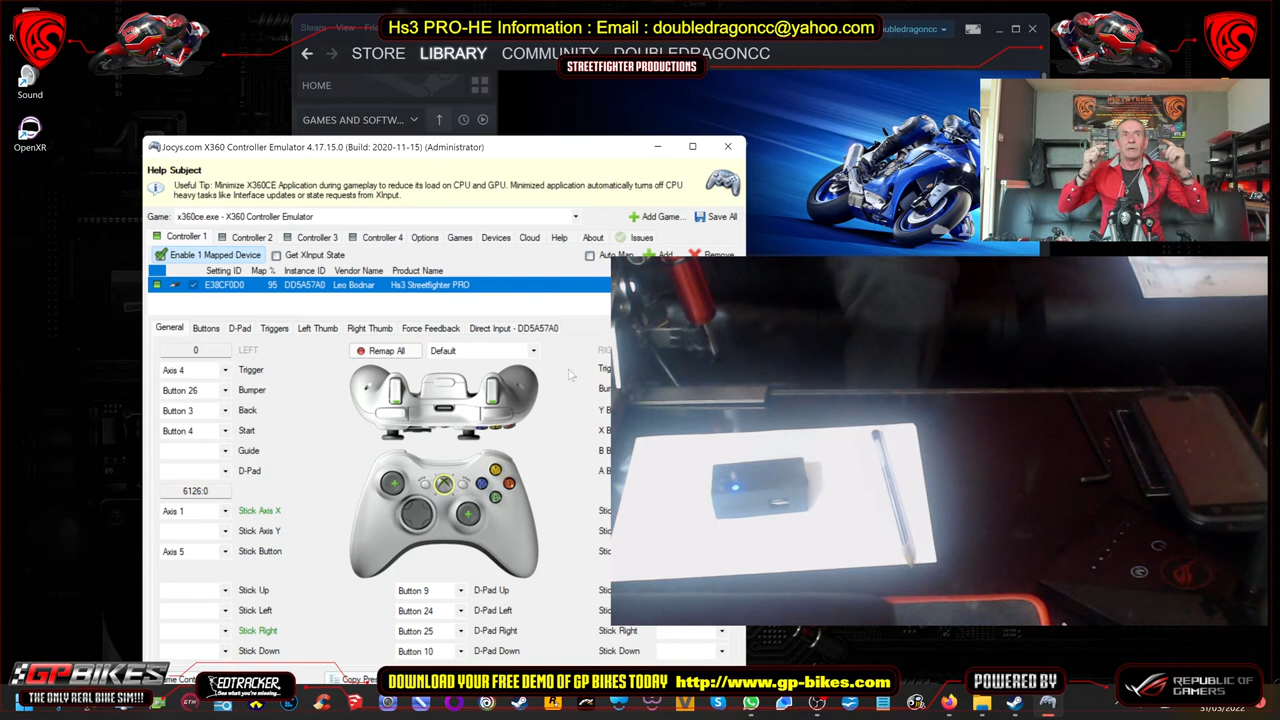 Hs3 PRO-HE Information : Email : doubledragoncc@yahoo.com
STREETFIGHTER PRODUCTIONS
Steam View
STORE LIBRARY COMMUNITY DOUBLEDRAGONCC
HOME
GAMES AND SOFTW...
Sound
OpenXR
Jocys.com X360 Controller Emulator 4.17.15.0 (Build: 2020-11-15) (Administrator)
Help Subject
Useful Tip: Minimize X360CE Application during gameplay to reduce its load on CPU and GPU. Minimized application automatically turns off CPU
heavy tasks like Interface updates or state requests from XInput.
Game: x360ce.exe - X360 Controller Emulator
Add Game... Save All
Controller 1 Controller 2 Controller 3 Controller 4 Options Games Devices Cloud Help About Issues
Enable 1 Mapped Device Get XInput State Auto Map Add Remove
Setting ID Map % Instance ID Vendor Name Product Name
E38CF0D0 95 DD5A57A0 Leo Bodnar Hs3 Streetfighter PRO
General Buttons D-Pad Triggers Left Thumb Right Thumb Force Feedback Direct Input - DD5A57A0
0 LEFT Remap All Default
Axis 4 Trigger
Button 26 Bumper
Button 3 Back Y B
Button 4 Start
Guide B B
D-Pad A B
6126:0
Axis 1 Stick Axis X
Stick Axis Y
Axis 5 Stick Button
Stick Up Button 9 D-Pad Up
Stick Left Button 24 D-Pad Left
Stick Right Button 25 D-Pad Right Stick Right
Stick Down Button 10 D-Pad Down Stick Down
GPBIKES
THE ONLY REAL BIKE SIM!!!
EDTRACKER
See what you're missing...
DOWNLOAD YOUR FREE DEMO OF GP BIKES TODAY http://www.gp-bikes.com
POWERED BY
REPUBLIC OF
GAMERS
31/05/2022